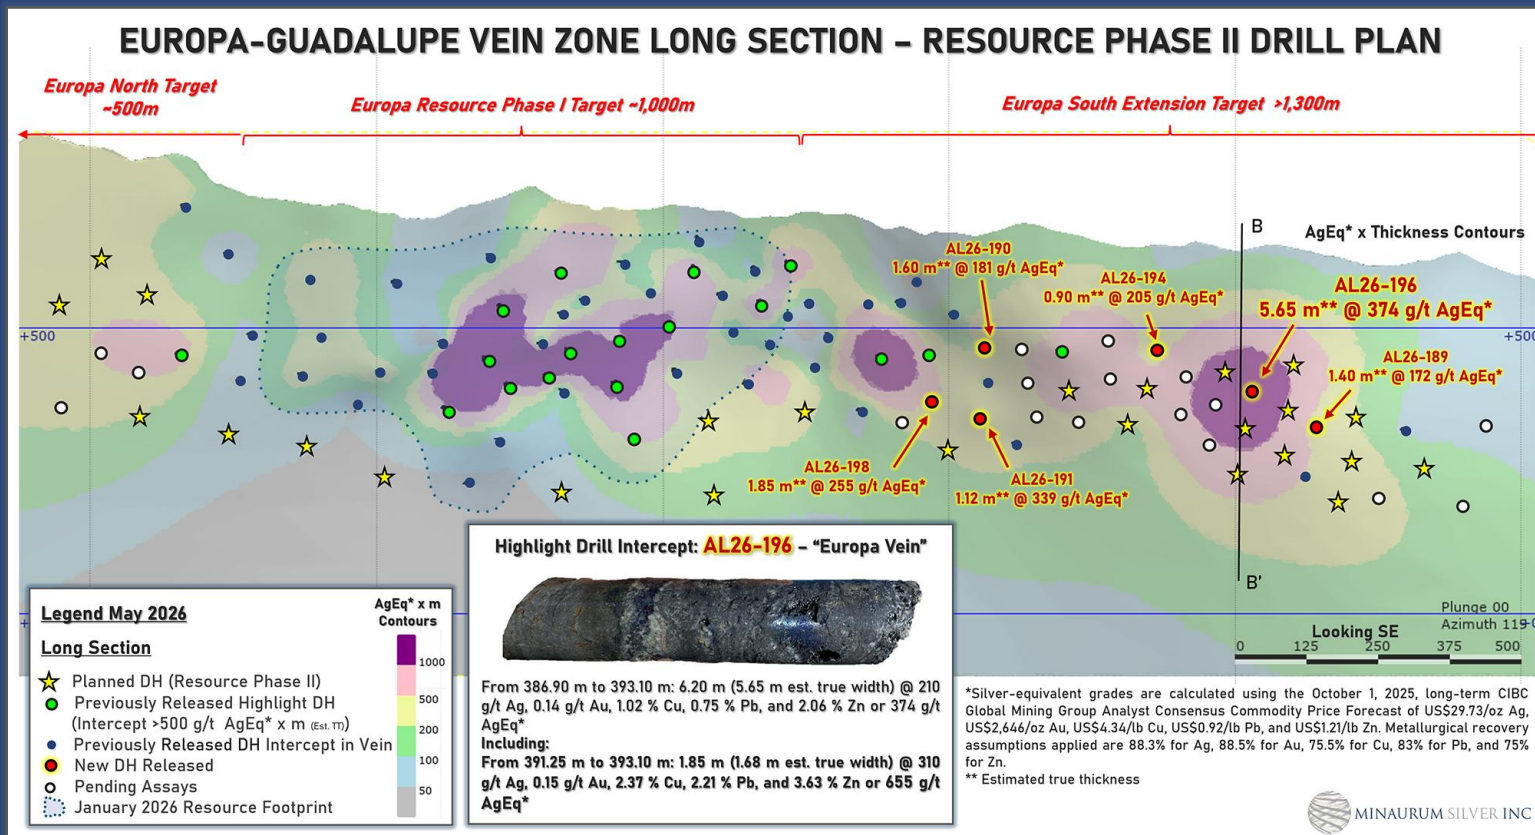 EUROPA-GUADALUPE VEIN ZONE LONG SECTION – RESOURCE PHASE II DRILL PLAN
Europa North Target
~500m
Europa Resource Phase I Target ~1,000m
Europa South Extension Target >1,300m
B
AgEq* x Thickness Contours
AL26-190
1.60 m** @ 181 g/t AgEq*
AL26-194
0.90 m** @ 205 g/t AgEq*
AL26-196
5.65 m** @ 374 g/t AgEq*
+500
+500
AL26-189
1.40 m** @ 172 g/t AgEq*
AL26-198
1.85 m** @ 255 g/t AgEq*
AL26-191
1.12 m** @ 339 g/t AgEq*
B'
Highlight Drill Intercept: AL26-196 – “Europa Vein”
From 386.90 m to 393.10 m: 6.20 m (5.65 m est. true width) @ 210
g/t Ag, 0.14 g/t Au, 1.02 % Cu, 0.75 % Pb, and 2.06 % Zn or 374 g/t
AgEq*
Including:
From 391.25 m to 393.10 m: 1.85 m (1.68 m est. true width) @ 310
g/t Ag, 0.15 g/t Au, 2.37 % Cu, 2.21 % Pb, and 3.63 % Zn or 655 g/t
AgEq*
Legend May 2026
Long Section
Planned DH (Resource Phase II)
Previously Released Highlight DH
(Intercept >500 g/t AgEq* x m (Est. TT)
Previously Released DH Intercept in Vein
New DH Released
Pending Assays
January 2026 Resource Footprint
AgEq* x m
Contours
1000
500
200
100
50
Plunge 00
Azimuth 119
Looking SE
0 125 250 375 500
*Silver-equivalent grades are calculated using the October 1, 2025, long-term CIBC
Global Mining Group Analyst Consensus Commodity Price Forecast of US$29.73/oz Ag,
US$2,646/oz Au, US$4.34/lb Cu, US$0.92/lb Pb, and US$1.21/lb Zn. Metallurgical recovery
assumptions applied are 88.3% for Ag, 88.5% for Au, 75.5% for Cu, 83% for Pb, and 75%
for Zn.
** Estimated true thickness
MINAURUM SILVER INC